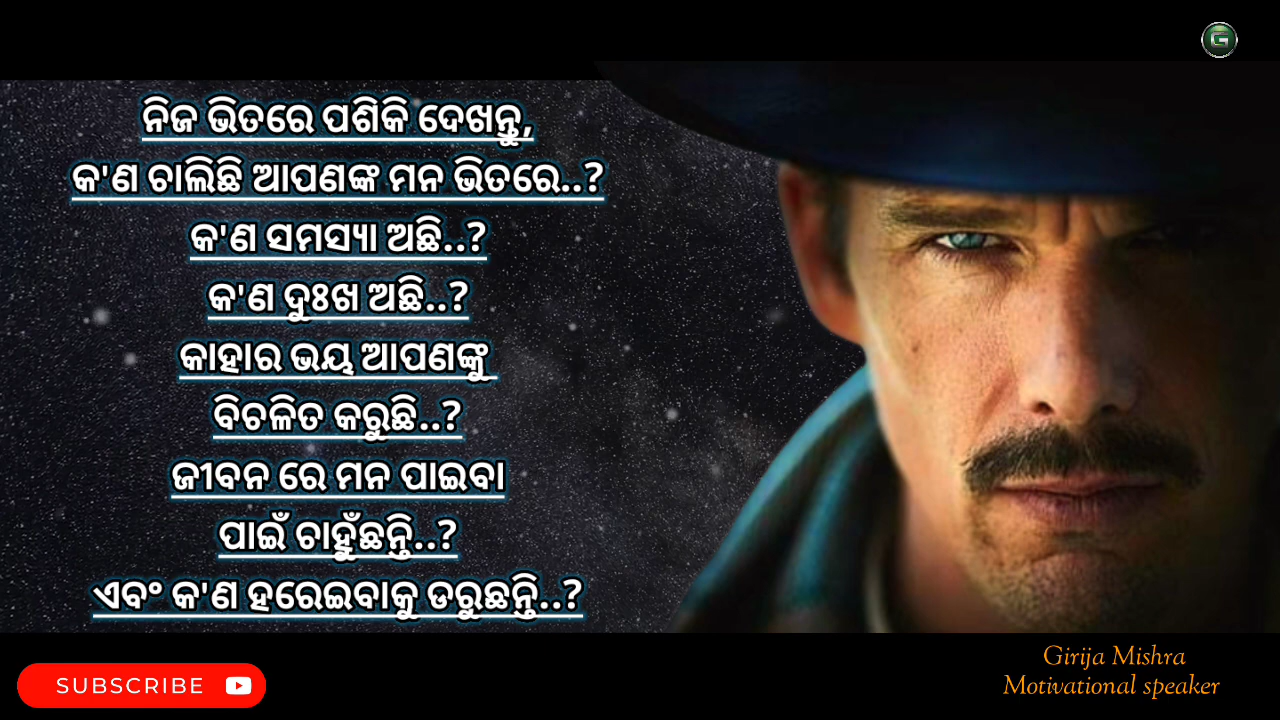 G
ନିଜ ଭିତରେ ପଶିକି ଦେଖନ୍ତୁ,
କ'ଣ ଚାଲିଛି ଆପଣଙ୍କ ମନ ଭିତରେ..?
କ'ଣ ସମସ୍ୟା ଅଛି..?
କ'ଣ ଦୁଃଖ ଅଛି..?
କାହାର ଭୟ ଆପଣଙ୍କୁ
ବିଚଳିତ କରୁଛି..?
ଜୀବନ ରେ ମନ ପାଇବା
ପାଇଁ ଚାହୁଁଛନ୍ତି..?
ଏବଂ କ'ଣ ହରେଇବାକୁ ଡରୁଛନ୍ତି..?
Girija Mishra
Motivational speaker
SUBSCRIBE